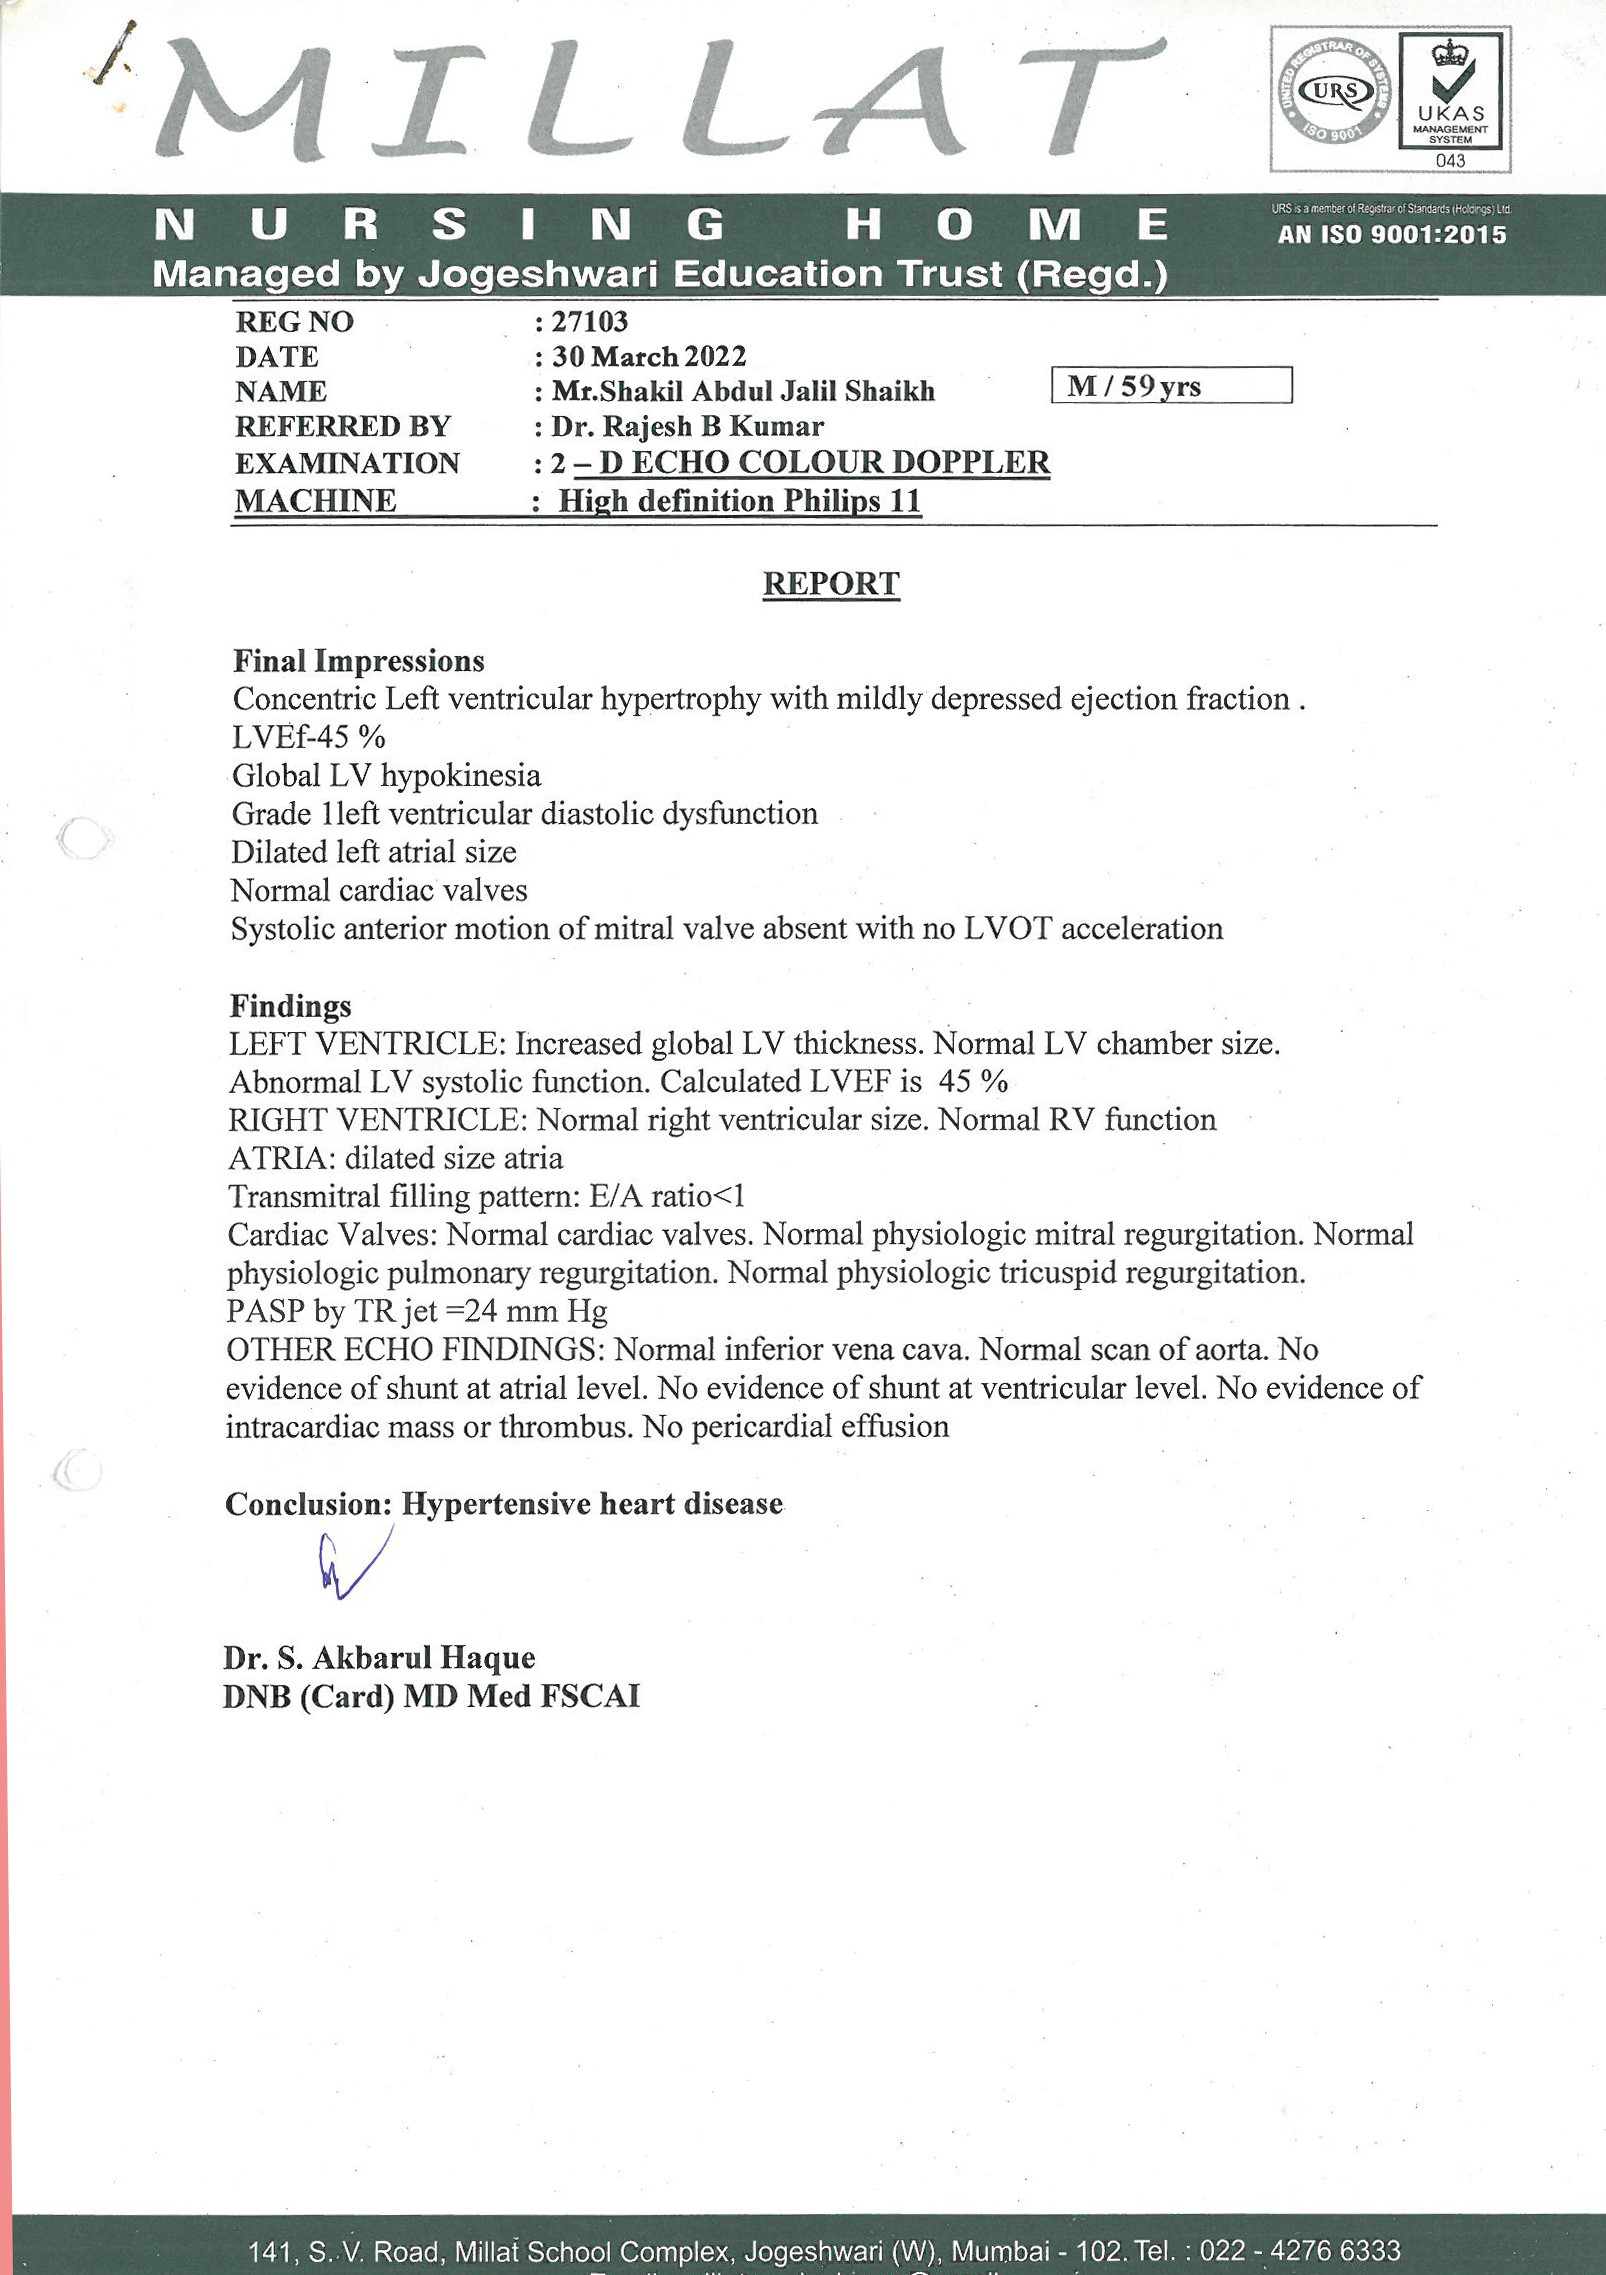 MILLAT
UNITED REGISTRAR OF SYSTEMS
URS
ISO 9001
UKAS
MANAGEMENT
SYSTEM
043
NURSING HOME
URS is a member of Registrar of Standards (Holdings) Ltd.
AN ISO 9001:2015
Managed by Jogeshwari Education Trust (Regd.)
REG NO : 27103
DATE : 30 March 2022
NAME : Mr.Shakil Abdul Jalil Shaikh M / 59 yrs
REFERRED BY : Dr. Rajesh B Kumar
EXAMINATION : 2 – D ECHO COLOUR DOPPLER
MACHINE : High definition Philips 11
REPORT
Final Impressions
Concentric Left ventricular hypertrophy with mildly depressed ejection fraction .
LVEf-45 %
Global LV hypokinesia
Grade 1left ventricular diastolic dysfunction
Dilated left atrial size
Normal cardiac valves
Systolic anterior motion of mitral valve absent with no LVOT acceleration
Findings
LEFT VENTRICLE: Increased global LV thickness. Normal LV chamber size.
Abnormal LV systolic function. Calculated LVEF is 45 %
RIGHT VENTRICLE: Normal right ventricular size. Normal RV function
ATRIA: dilated size atria
Transmitral filling pattern: E/A ratio<1
Cardiac Valves: Normal cardiac valves. Normal physiologic mitral regurgitation. Normal
physiologic pulmonary regurgitation. Normal physiologic tricuspid regurgitation.
PASP by TR jet =24 mm Hg
OTHER ECHO FINDINGS: Normal inferior vena cava. Normal scan of aorta. No
evidence of shunt at atrial level. No evidence of shunt at ventricular level. No evidence of
intracardiac mass or thrombus. No pericardial effusion
Conclusion: Hypertensive heart disease
Dr. S. Akbarul Haque
DNB (Card) MD Med FSCAI
141, S. V. Road, Millat School Complex, Jogeshwari (W), Mumbai - 102. Tel. : 022 - 4276 6333